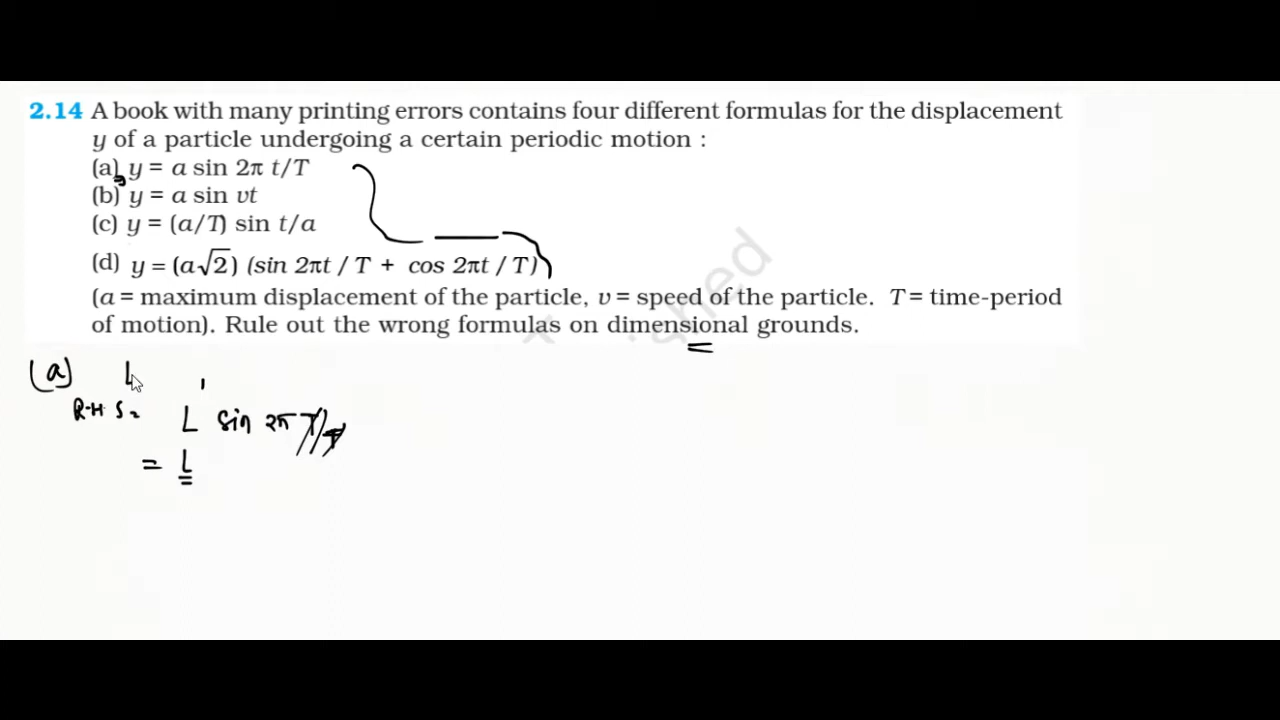 2.14 A book with many printing errors contains four different formulas for the displacement
y of a particle undergoing a certain periodic motion :
(a) y = a sin 2π t/T
(b) y = a sin vt
(c) y = (a/T) sin t/a
(d) y = (a√2) (sin 2πt / T + cos 2πt / T)
(a = maximum displacement of the particle, v = speed of the particle. T = time-period
of motion). Rule out the wrong formulas on dimensional grounds.
shed
(a) L
R·H·S = L sin 2π T/T
= L